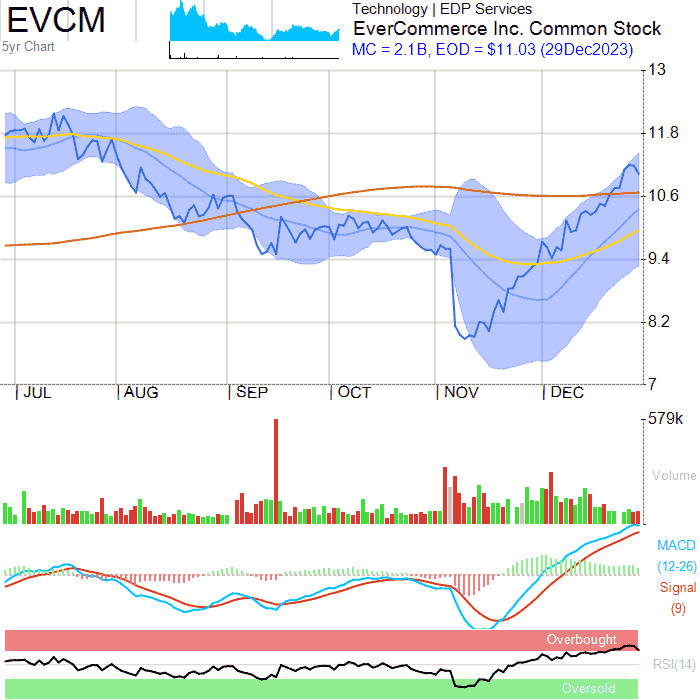 EVCM
5yr Chart
Technology | EDP Services
EverCommerce Inc. Common Stock
MC = 2.1B, EOD = $11.03 (29Dec2023)
13
11.8
10.6
9.4
8.2
7
JUL AUG SEP OCT NOV DEC
579k
Volume
MACD
(12-26)
Signal
(9)
Overbought
RSI(14)
Oversold